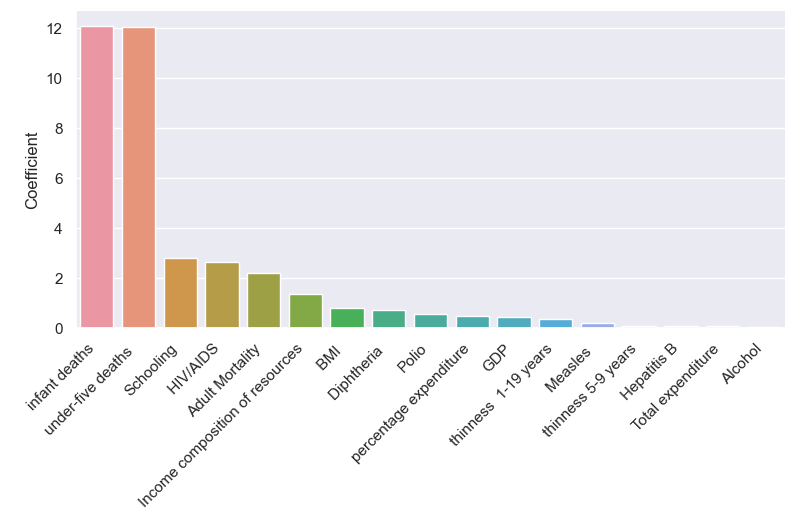 12
10
8
6
4
2
0
Coefficient
infant deaths
under-five deaths
Schooling
HIV/AIDS
Adult Mortality
Income composition of resources
BMI
Diphtheria
Polio
percentage expenditure
GDP
thinness  1-19 years
Measles
thinness 5-9 years
Hepatitis B
Total expenditure
Alcohol